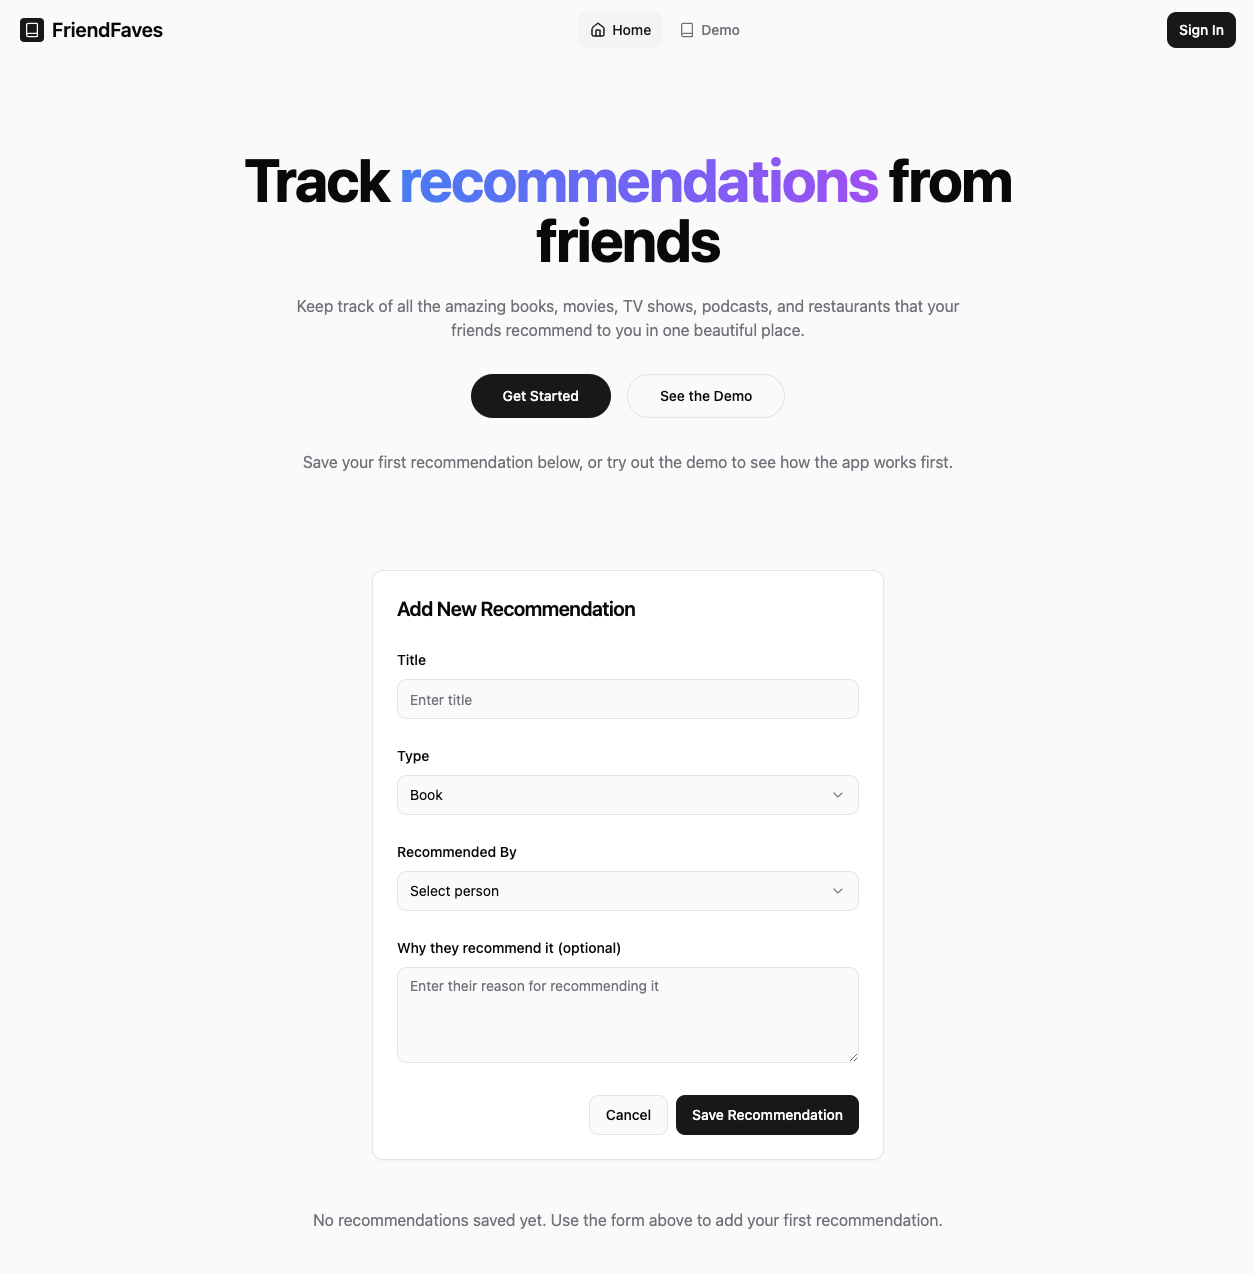 FriendFaves
Home
Demo
Sign In
Track recommendations from
friends
Keep track of all the amazing books, movies, TV shows, podcasts, and restaurants that your
friends recommend to you in one beautiful place.
Get Started
See the Demo
Save your first recommendation below, or try out the demo to see how the app works first.
Add New Recommendation
Title
Enter title
Type
Book
Recommended By
Select person
Why they recommend it (optional)
Enter their reason for recommending it
Cancel
Save Recommendation
No recommendations saved yet. Use the form above to add your first recommendation.